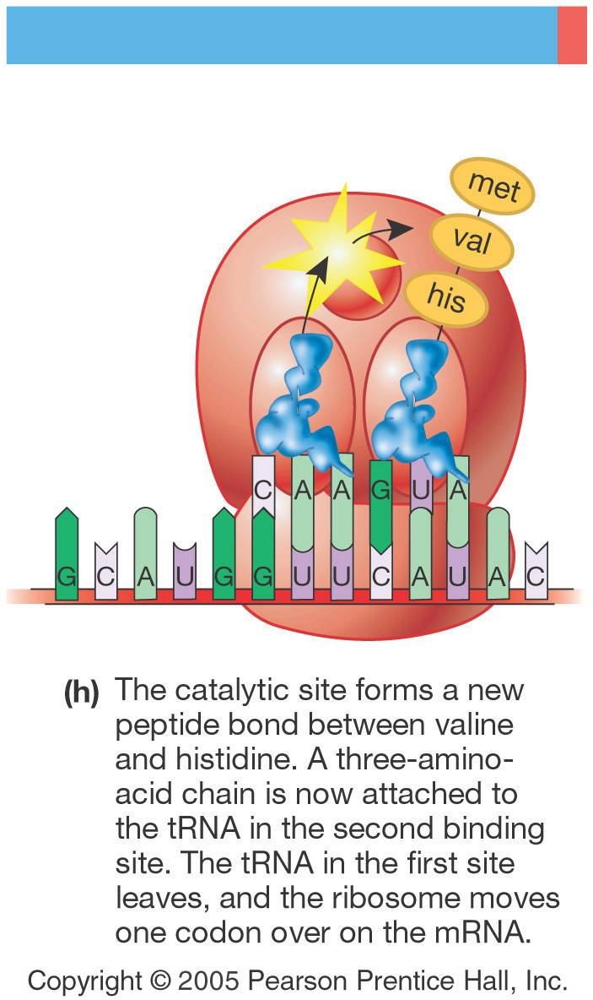 met
val
his
C A A G U A
G C A U G G U U C A U A C
(h) The catalytic site forms a new
peptide bond between valine
and histidine. A three-amino-
acid chain is now attached to
the tRNA in the second binding
site. The tRNA in the first site
leaves, and the ribosome moves
one codon over on the mRNA.
Copyright © 2005 Pearson Prentice Hall, Inc.